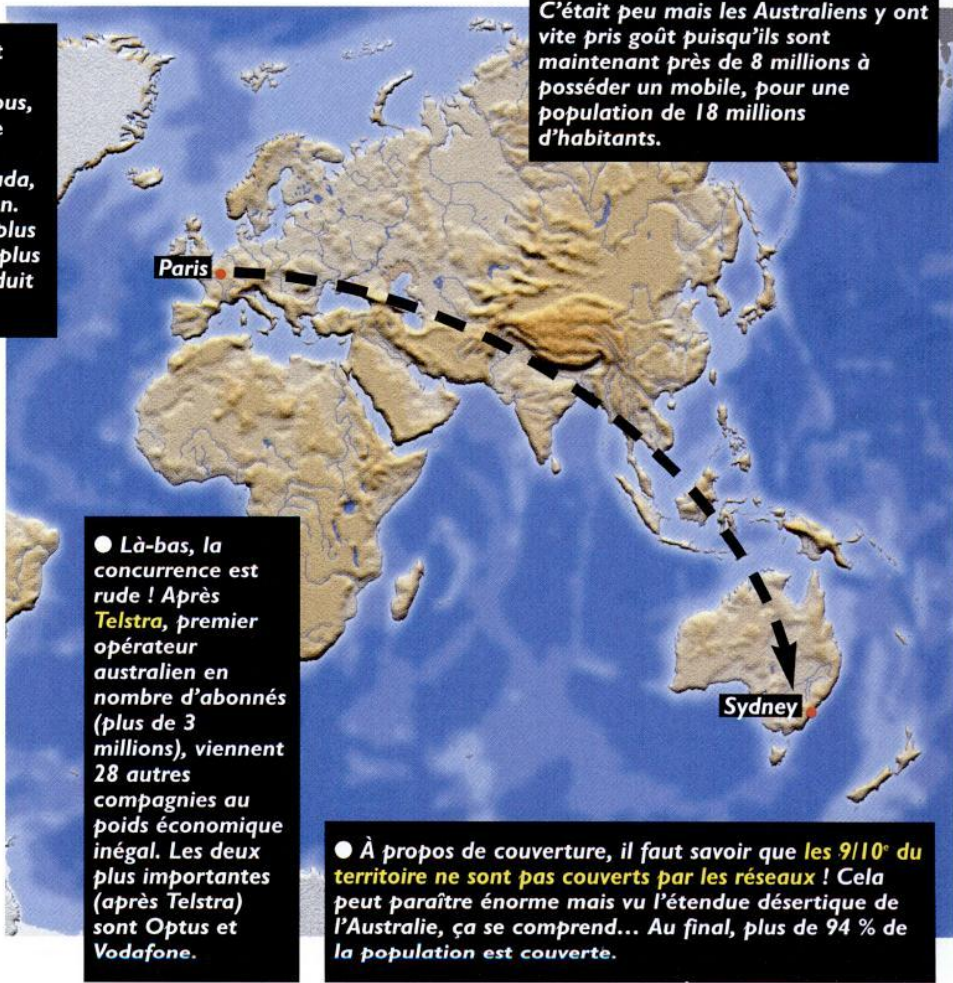 t
ous,
e
ada,
n.
plus
plus
duit
C'était peu mais les Australiens y ont
vite pris goût puisqu'ils sont
maintenant près de 8 millions à
posséder un mobile, pour une
population de 18 millions
d'habitants.
Paris
Sydney
● Là-bas, la
concurrence est
rude ! Après
Telstra, premier
opérateur
australien en
nombre d'abonnés
(plus de 3
millions), viennent
28 autres
compagnies au
poids économique
inégal. Les deux
plus importantes
(après Telstra)
sont Optus et
Vodafone.
● À propos de couverture, il faut savoir que les 9/10e du
territoire ne sont pas couverts par les réseaux ! Cela
peut paraître énorme mais vu l'étendue désertique de
l'Australie, ça se comprend... Au final, plus de 94 % de
la population est couverte.